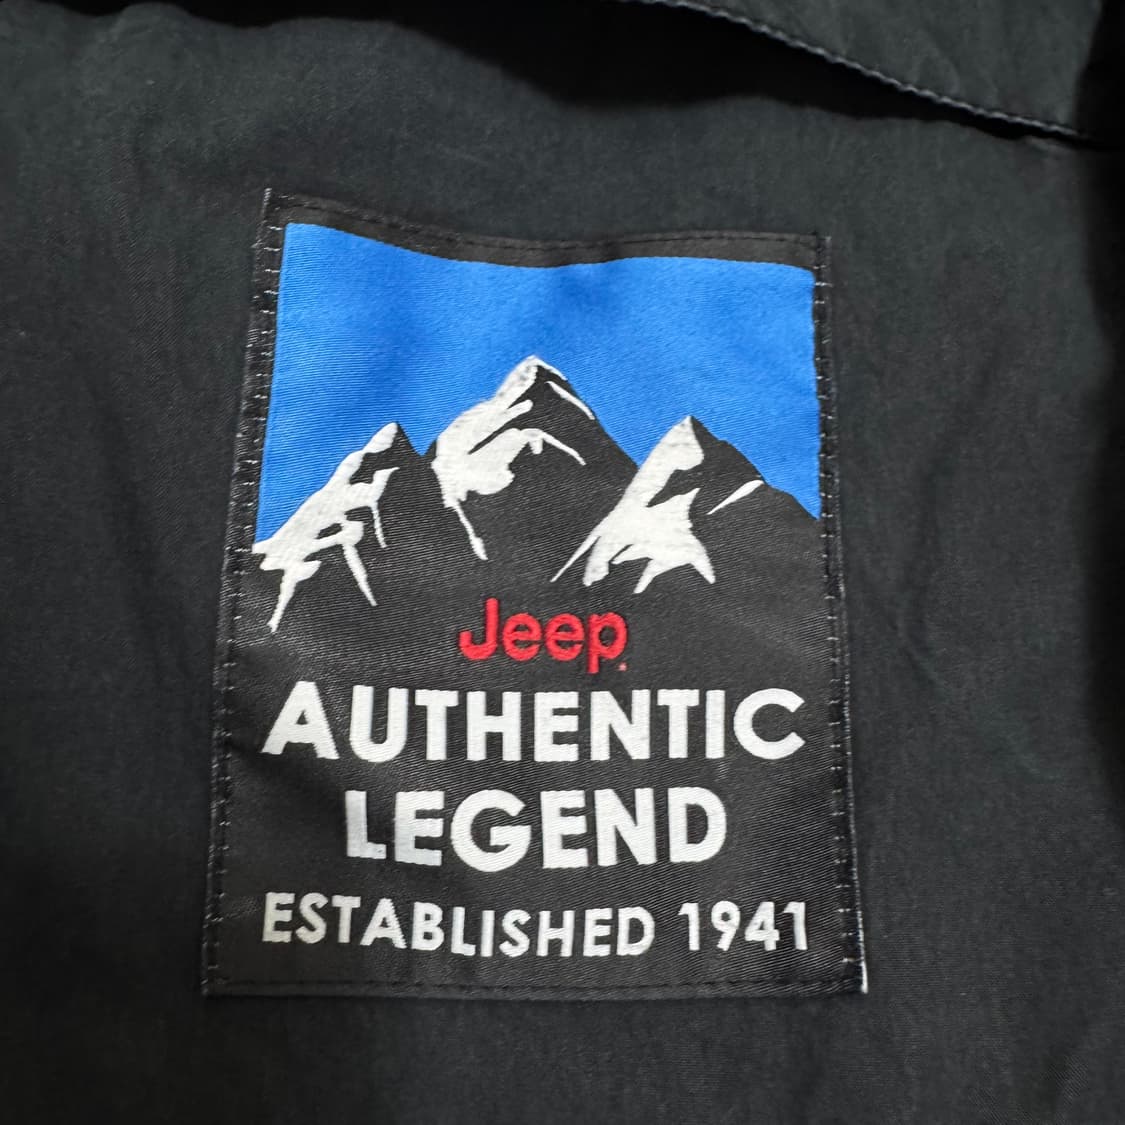 Jeep
AUTHENTIC
LEGEND
ESTABLISHED 1941